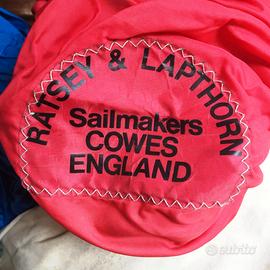 RATSEY & LAPTHORN
Sailmakers
COWES
ENGLAND
subito